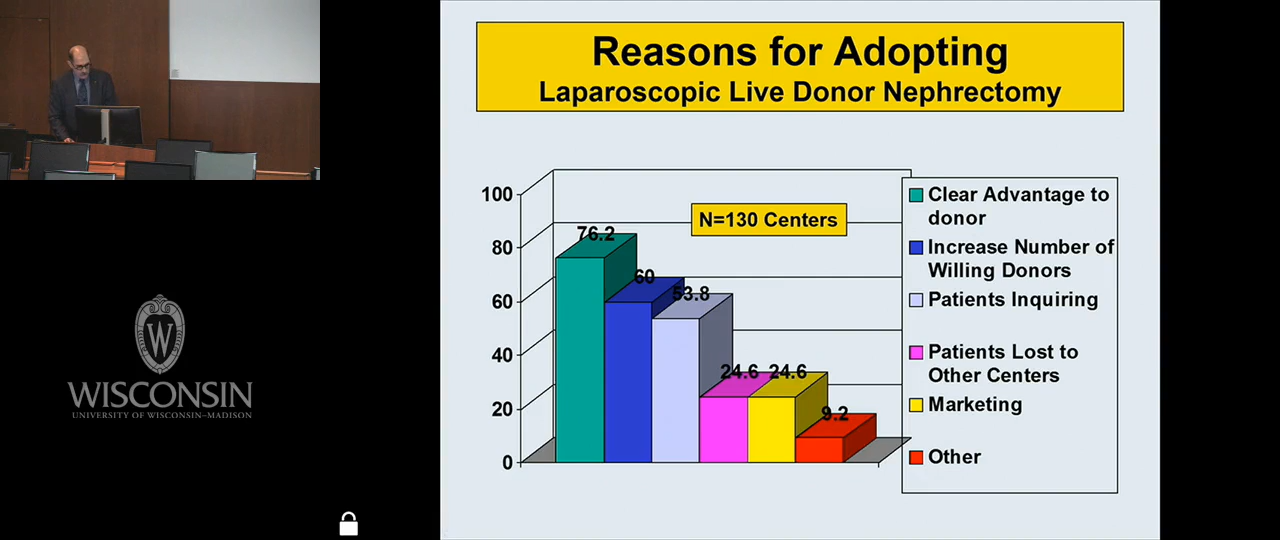 Reasons for Adopting
Laparoscopic Live Donor Nephrectomy
N=130 Centers
100
80
60
40
20
0
76.2
60
53.8
24.6
24.6
9.2
Clear Advantage to
donor
Increase Number of
Willing Donors
Patients Inquiring
Patients Lost to
Other Centers
Marketing
Other
W
WISCONSIN
UNIVERSITY OF WISCONSIN–MADISON